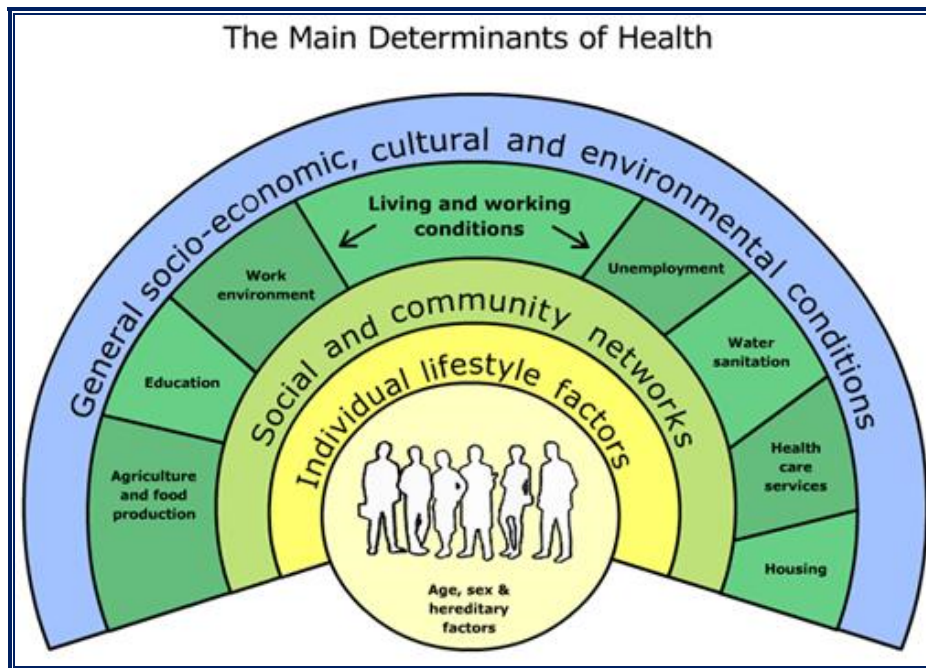 The Main Determinants of Health
General socio-economic, cultural and environmental conditions
Living and working
conditions
Work
environment
Unemployment
Education
Water
sanitation
Agriculture
and food
production
Health
care
services
Housing
Social and community networks
Individual lifestyle factors
Age, sex &
hereditary
factors